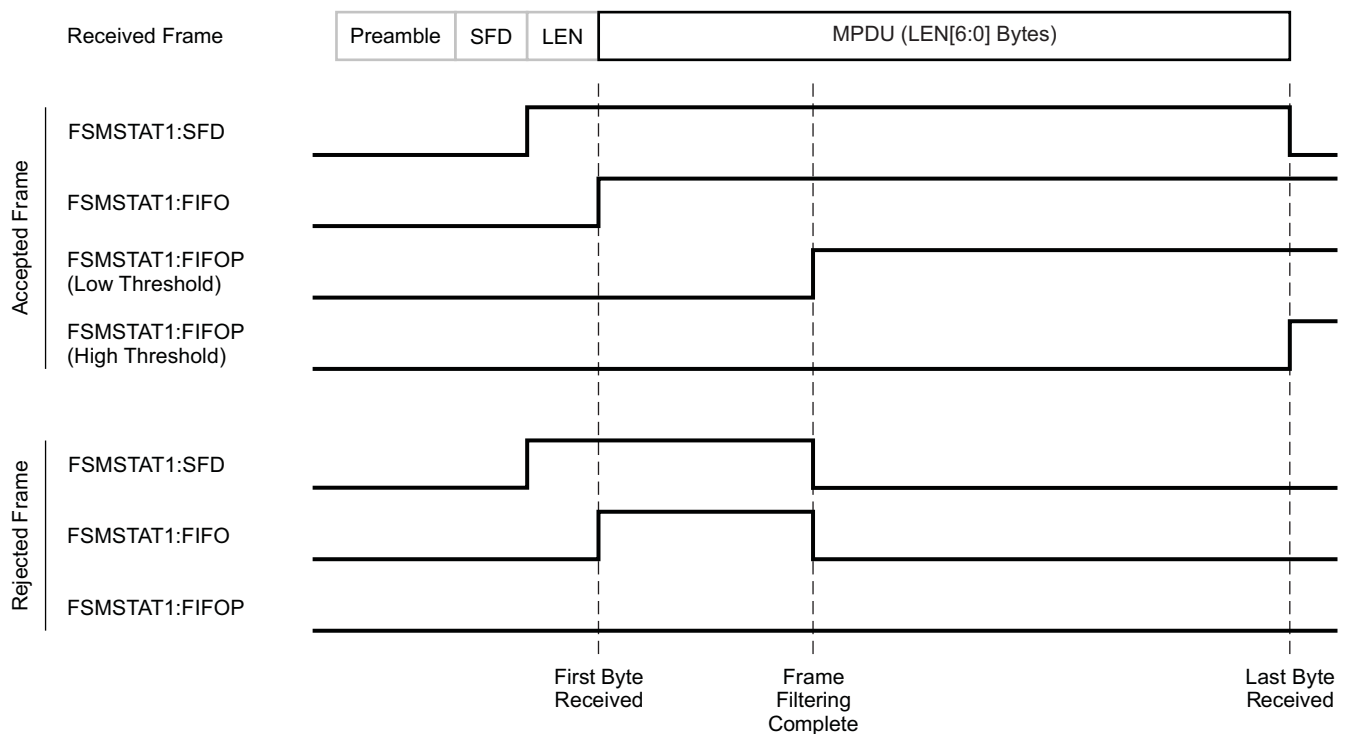 Received Frame
Preamble
SFD
LEN
MPDU (LEN[6:0] Bytes)
Accepted Frame
FSMSTAT1:SFD
FSMSTAT1:FIFO
FSMSTAT1:FIFOP
(Low Threshold)
FSMSTAT1:FIFOP
(High Threshold)
Rejected Frame
FSMSTAT1:SFD
FSMSTAT1:FIFO
FSMSTAT1:FIFOP
First Byte
Received
Frame
Filtering
Complete
Last Byte
Received